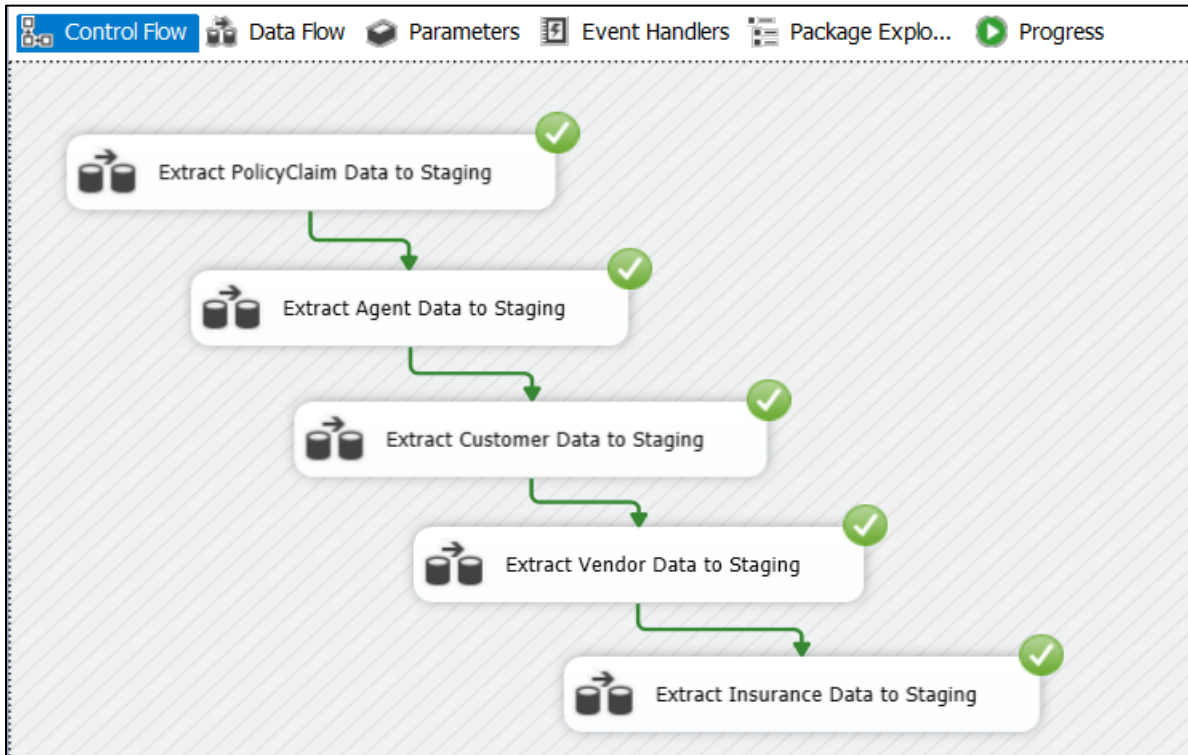 Control Flow Data Flow Parameters Event Handlers Package Explo... Progress
Extract PolicyClaim Data to Staging
Extract Agent Data to Staging
Extract Customer Data to Staging
Extract Vendor Data to Staging
Extract Insurance Data to Staging